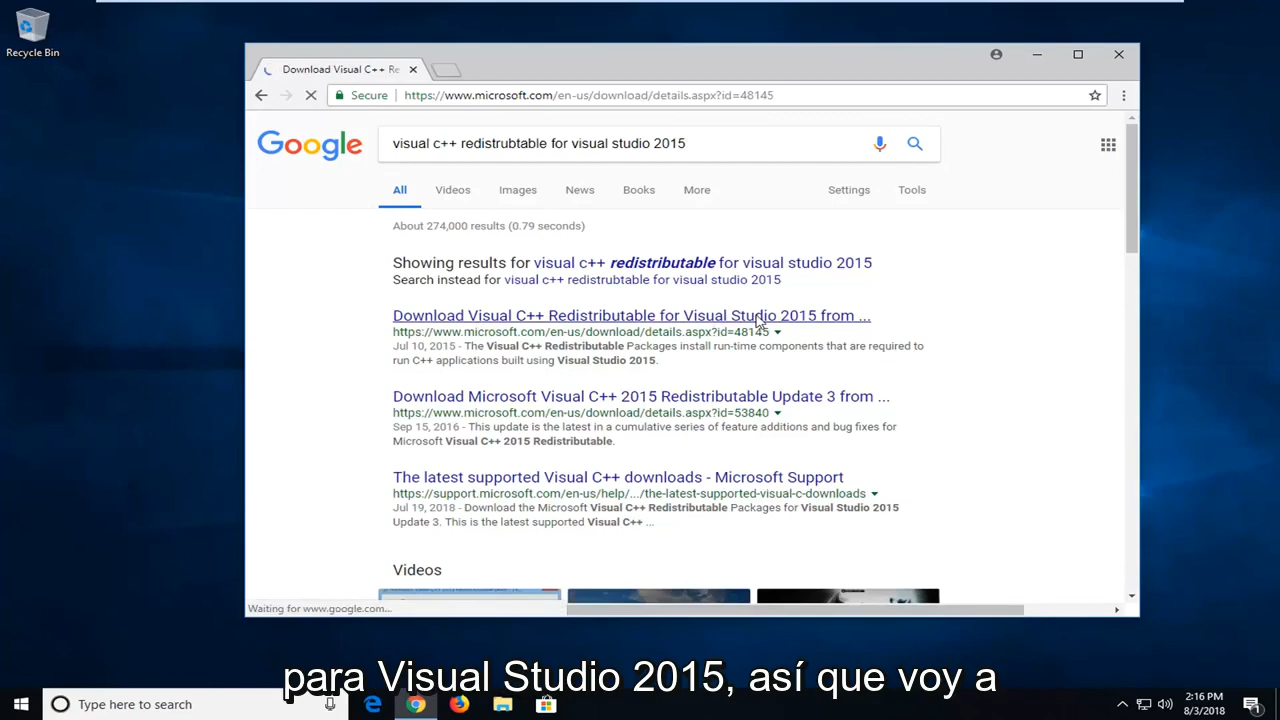 Recycle Bin
Download Visual C++ Re
Secure
https://www.microsoft.com/en-us/download/details.aspx?id=48145
Google
visual c++ redistrubtable for visual studio 2015
All Videos Images News Books More Settings Tools
About 274,000 results (0.79 seconds)
Showing results for visual c++ redistributable for visual studio 2015
Search instead for visual c++ redistrubtable for visual studio 2015
Download Visual C++ Redistributable for Visual Studio 2015 from ...
https://www.microsoft.com/en-us/download/details.aspx?id=48145
Jul 10, 2015 - The Visual C++ Redistributable Packages install run-time components that are required to
run C++ applications built using Visual Studio 2015.
Download Microsoft Visual C++ 2015 Redistributable Update 3 from ...
https://www.microsoft.com/en-us/download/details.aspx?id=53840
Sep 15, 2016 - This update is the latest in a cumulative series of feature additions and bug fixes for
Microsoft Visual C++ 2015 Redistributable.
The latest supported Visual C++ downloads - Microsoft Support
https://support.microsoft.com/en-us/help/.../the-latest-supported-visual-c-downloads
Jul 19, 2018 - Download the Microsoft Visual C++ Redistributable Packages for Visual Studio 2015
Update 3. This is the latest supported Visual C++ ...
Videos
Waiting for www.google.com...
para Visual Studio 2015, así que voy a
Type here to search
2:16 PM
8/3/2018
1